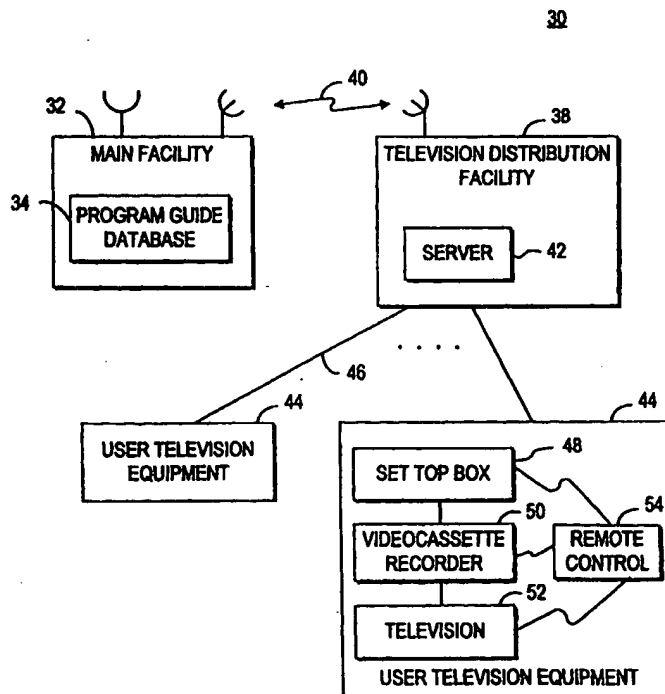 30
40
32
38
MAIN FACILITY
TELEVISION DISTRIBUTION
FACILITY
34
PROGRAM GUIDE
DATABASE
SERVER
42
46
44
44
USER TELEVISION
EQUIPMENT
48
SET TOP BOX
50
54
VIDEOCASSETTE
RECORDER
REMOTE
CONTROL
52
TELEVISION
USER TELEVISION EQUIPMENT